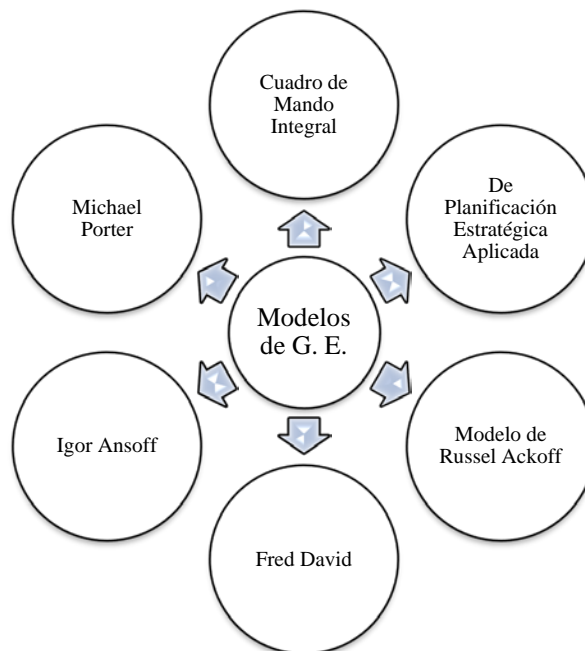 Cuadro de
Mando
Integral
De
Planificación
Estratégica
Aplicada
Modelo de
Russel Ackoff
Fred David
Igor Ansoff
Michael
Porter
Modelos
de G. E.